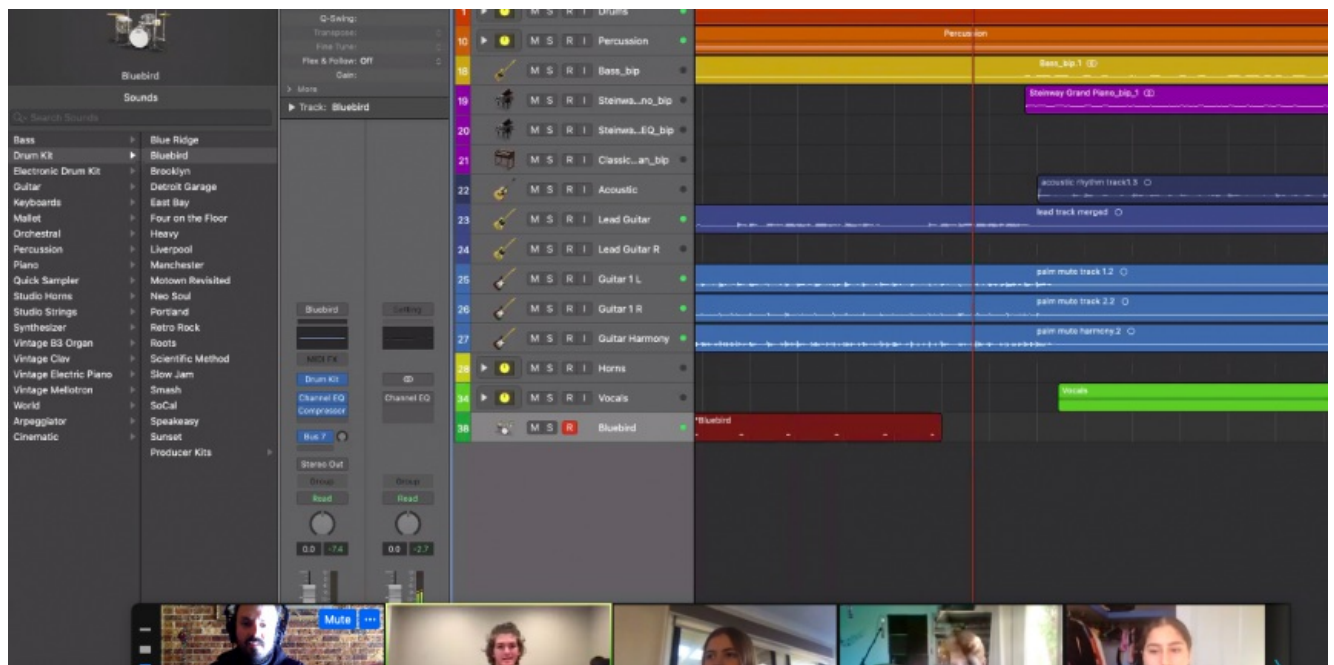 Bluebird
Sounds
Search Sounds
Bass
Drum Kit
Electronic Drum Kit
Guitar
Keyboards
Mallet
Orchestral
Percussion
Piano
Quick Sampler
Studio Horns
Studio Strings
Synthesizer
Vintage B3 Organ
Vintage Clav
Vintage Electric Piano
Vintage Mellotron
World
Arpeggiator
Cinematic
Blue Ridge
Bluebird
Brooklyn
Detroit Garage
East Bay
Four on the Floor
Heavy
Liverpool
Manchester
Motown Revisited
Neo Soul
Portland
Retro Rock
Roots
Scientific Method
Slow Jam
Smash
SoCal
Speakeasy
Sunset
Producer Kits
Q-Swing:
Transpose:
Fine Tune:
Flex & Follow: Off
Gain:
More
Track: Bluebird
Bluebird Setting
MIDI FX
Drum Kit
Channel EQ Channel EQ
Compressor
Bus 7
Stereo Out
Group Group
Read Read
0.0 -7.4 0.0 -2.7
1 M S R I Drums
10 M S R I Percussion
18 M S R I Bass_bip
19 M S R I Steinwa...no_bip
20 M S R I Steinwa...EQ_bip
21 M S R I Classic...an_bip
22 M S R I Acoustic
23 M S R I Lead Guitar
24 M S R I Lead Guitar R
25 M S R I Guitar 1 L
26 M S R I Guitar 1 R
27 M S R I Guitar Harmony
28 M S R I Horns
34 M S R I Vocals
38 M S R Bluebird
Percussion
Bass_bip.1
Steinway Grand Piano_bip_1
acoustic rhythm track1.3
lead track merged
palm mute track 1.2
palm mute track 2.2
palm mute harmony.2
Vocals
*Bluebird
Mute